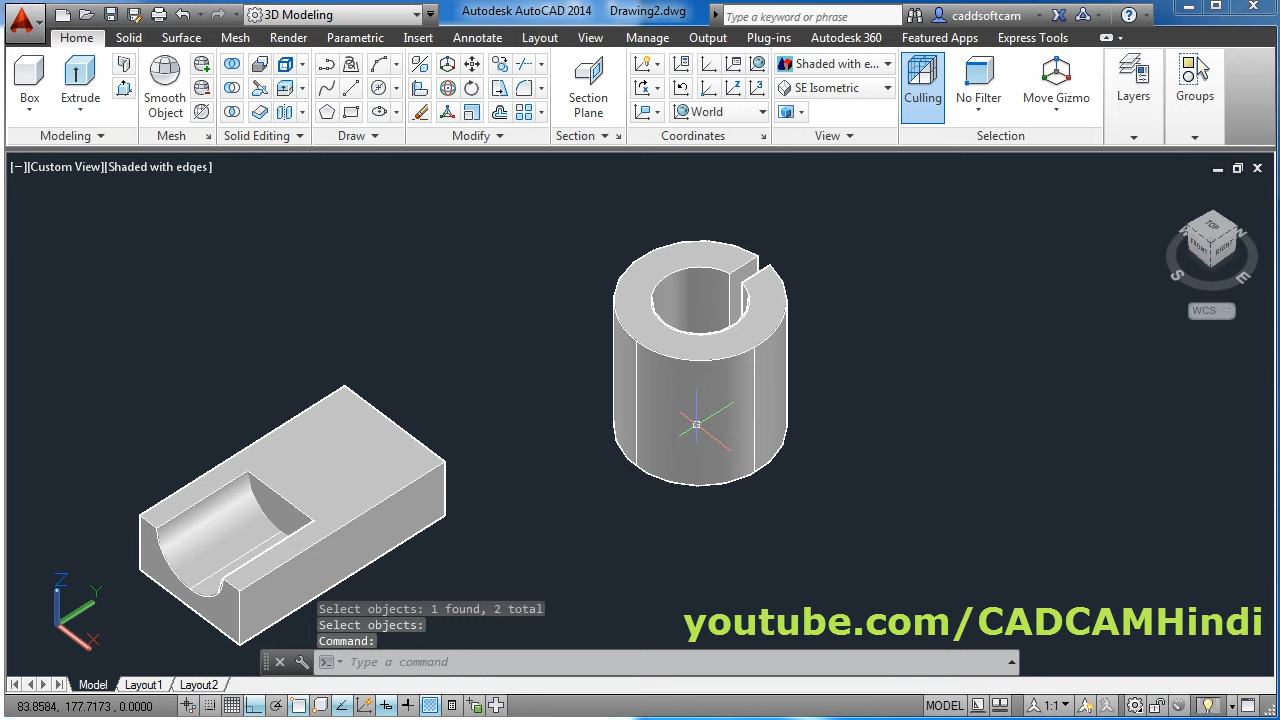 3D Modeling
Autodesk AutoCAD 2014 Drawing2.dwg
Type a keyword or phrase
caddsoftcam
Home Solid Surface Mesh Render Parametric Insert Annotate Layout View Manage Output Plug-ins Autodesk 360 Featured Apps Express Tools
Box
Extrude
Smooth
Object
Section
Plane
Shaded with e...
SE Isometric
World
Culling
No Filter
Move Gizmo
Layers
Groups
Modeling
Mesh
Solid Editing
Draw
Modify
Section
Coordinates
View
Selection
[−][Custom View][Shaded with edges]
TOP
FRONT
RIGHT
S
E
WCS
Z
Y
X
Select objects: 1 found, 2 total
Select objects:
Command:
youtube.com/CADCAMHindi
Type a command
Model Layout1 Layout2
83.8584, 177.7173, 0.0000
MODEL
1:1